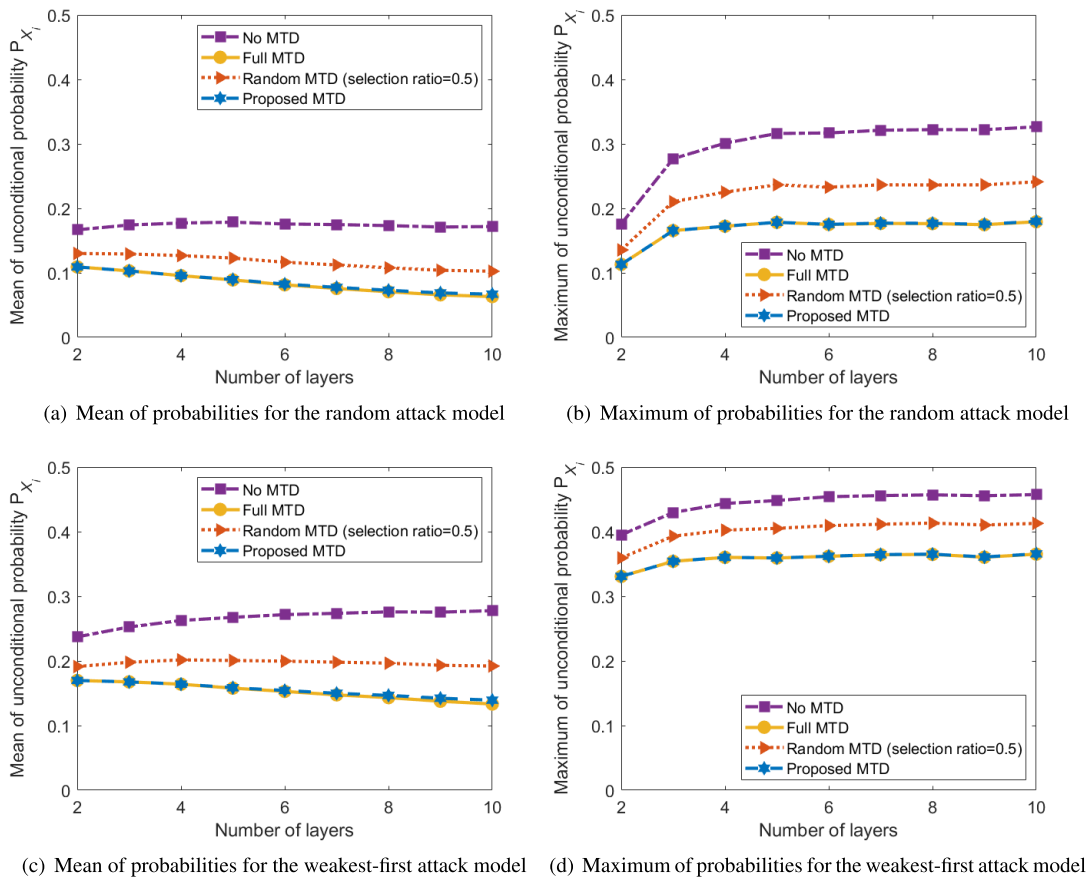 Mean of unconditional probability P_{X_i}
0.5
0.4
0.3
0.2
0.1
0
2
4
6
8
10
Number of layers
No MTD
Full MTD
Random MTD (selection ratio=0.5)
Proposed MTD
(a) Mean of probabilities for the random attack model
Maximum of unconditional probability P_{X_i}
0.5
0.4
0.3
0.2
0.1
0
2
4
6
8
10
Number of layers
No MTD
Full MTD
Random MTD (selection ratio=0.5)
Proposed MTD
(b) Maximum of probabilities for the random attack model
Mean of unconditional probability P_{X_i}
0.5
0.4
0.3
0.2
0.1
0
2
4
6
8
10
Number of layers
No MTD
Full MTD
Random MTD (selection ratio=0.5)
Proposed MTD
(c) Mean of probabilities for the weakest-first attack model
Maximum of unconditional probability P_{X_i}
0.5
0.4
0.3
0.2
0.1
0
2
4
6
8
10
Number of layers
No MTD
Full MTD
Random MTD (selection ratio=0.5)
Proposed MTD
(d) Maximum of probabilities for the weakest-first attack model